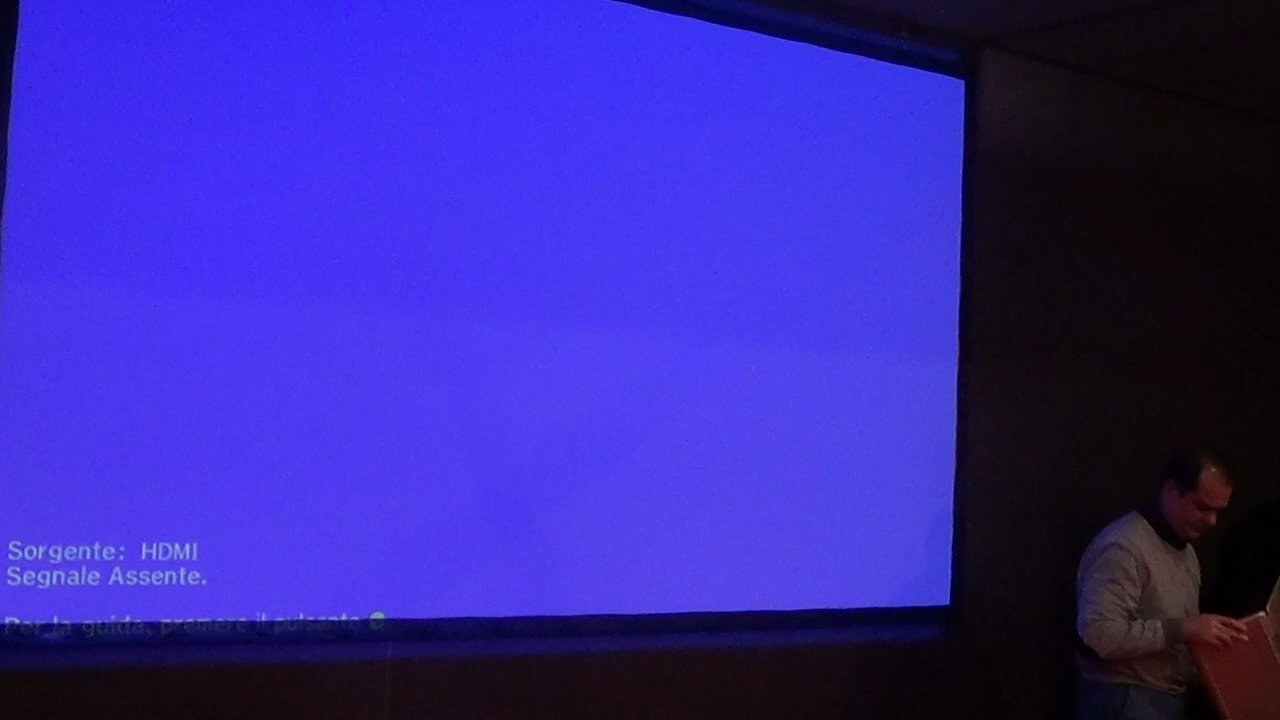 Sorgente: HDMI
Segnale Assente.
Per la guida, premere il pulsante